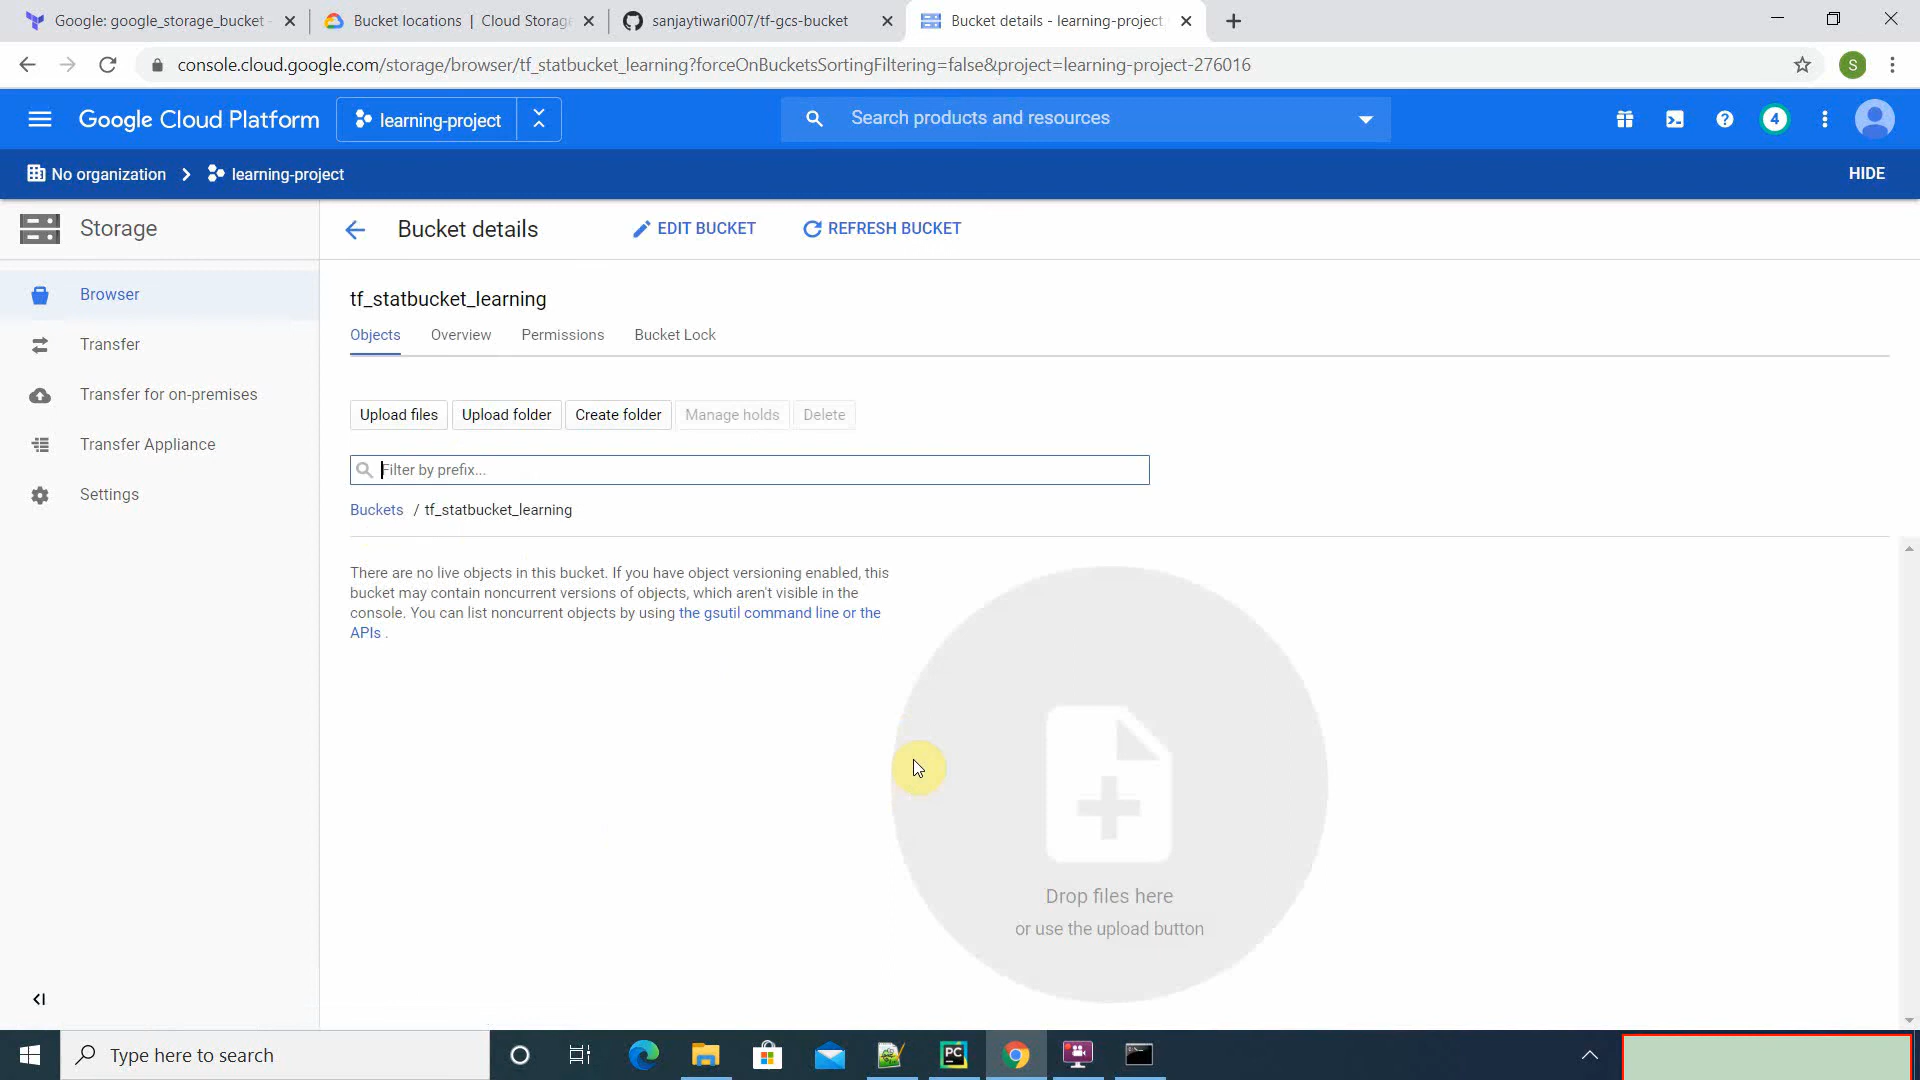 Google: google_storage_bucket -
Bucket locations | Cloud Storage
sanjaytiwari007/tf-gcs-bucket
Bucket details - learning-project
console.cloud.google.com/storage/browser/tf_statbucket_learning?forceOnBucketsSortingFiltering=false&project=learning-project-276016
S
Google Cloud Platform
learning-project
Search products and resources
4
No organization
learning-project
HIDE
Storage
Bucket details
EDIT BUCKET
REFRESH BUCKET
Browser
Transfer
Transfer for on-premises
Transfer Appliance
Settings
tf_statbucket_learning
Objects
Overview
Permissions
Bucket Lock
Upload files
Upload folder
Create folder
Manage holds
Delete
Filter by prefix...
Buckets / tf_statbucket_learning
There are no live objects in this bucket. If you have object versioning enabled, this
bucket may contain noncurrent versions of objects, which aren't visible in the
console. You can list noncurrent objects by using the gsutil command line or the
APIs .
Drop files here
or use the upload button
Type here to search
PC